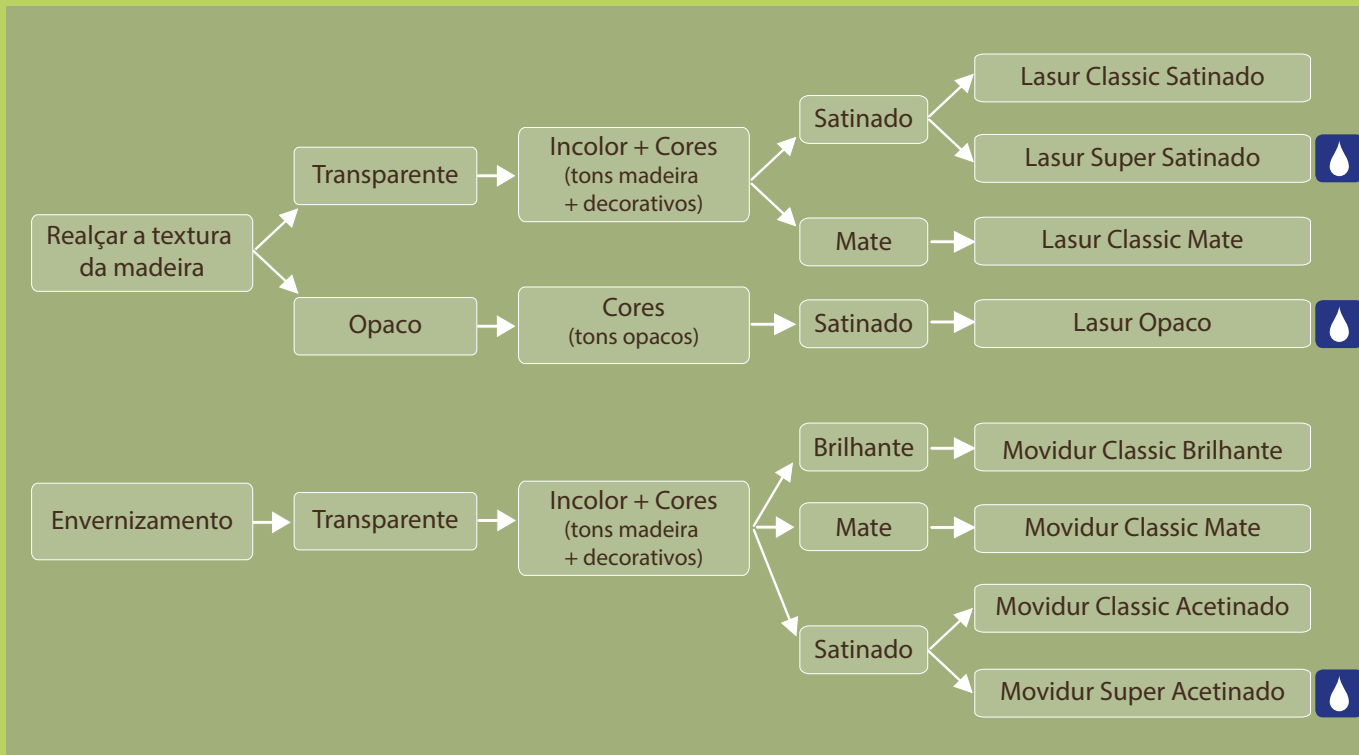 Realçar a textura
da madeira
Transparente
Incolor + Cores
(tons madeira
+ decorativos)
Satinado
Lasur Classic Satinado
Lasur Super Satinado
Mate
Lasur Classic Mate
Opaco
Cores
(tons opacos)
Satinado
Lasur Opaco
Envernizamento
Transparente
Incolor + Cores
(tons madeira
+ decorativos)
Brilhante
Movidur Classic Brilhante
Mate
Movidur Classic Mate
Satinado
Movidur Classic Acetinado
Movidur Super Acetinado